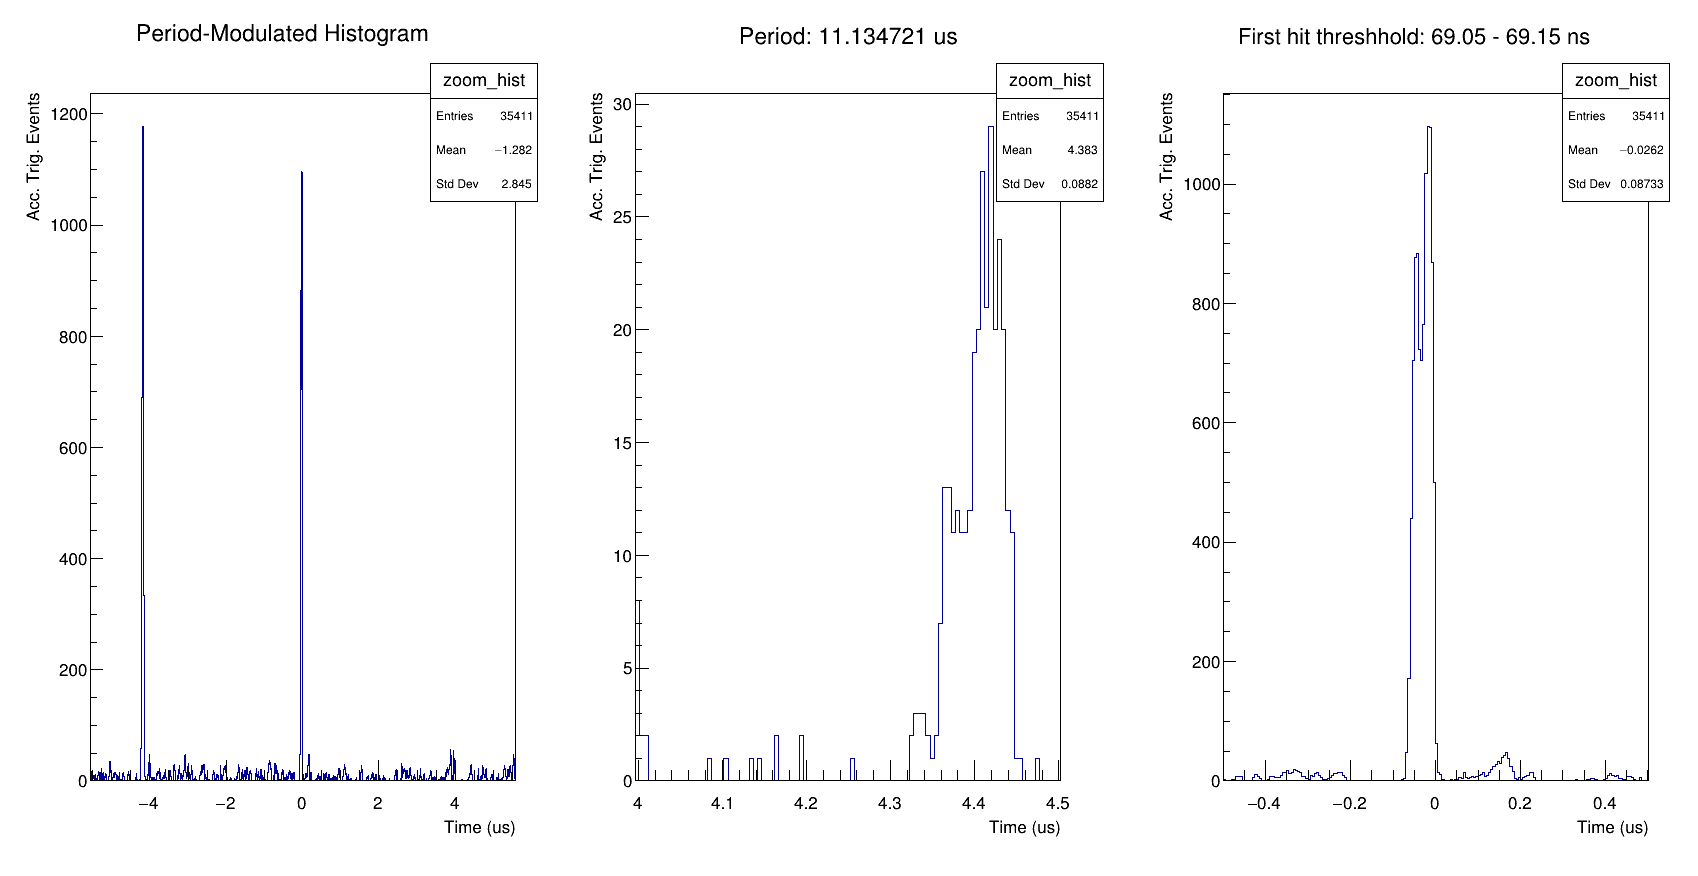 Period-Modulated Histogram
zoom_hist
Entries 35411
Mean −1.282
Std Dev 2.845
Acc. Trig. Events
1200
1000
800
600
400
200
0
−4 −2 0 2 4
Time (us)
Period: 11.134721 us
zoom_hist
Entries 35411
Mean 4.383
Std Dev 0.0882
Acc. Trig. Events
30
25
20
15
10
5
0
4 4.1 4.2 4.3 4.4 4.5
Time (us)
First hit threshhold: 69.05 - 69.15 ns
zoom_hist
Entries 35411
Mean −0.0262
Std Dev 0.08733
Acc. Trig. Events
1000
800
600
400
200
0
−0.4 −0.2 0 0.2 0.4
Time (us)